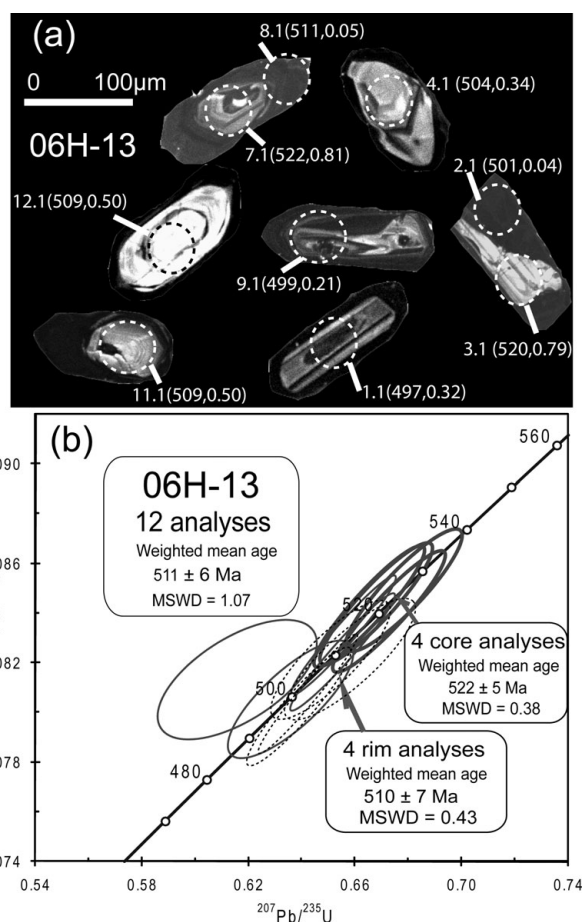 (a)
8.1(511,0.05)
0 100μm
4.1 (504,0.34)
06H-13
7.1(522,0.81)
2.1 (501,0.04)
12.1(509,0.50)
9.1(499,0.21)
3.1 (520,0.79)
11.1(509,0.50)
1.1(497,0.32)
(b)
560
090
06H-13
12 analyses
Weighted mean age
511 ± 6 Ma
MSWD = 1.07
540
086
520
4 core analyses
Weighted mean age
522 ± 5 Ma
MSWD = 0.38
082
500
4 rim analyses
Weighted mean age
510 ± 7 Ma
MSWD = 0.43
078
480
074
0.54 0.58 0.62 0.66 0.70 0.74
²⁰⁷Pb/²³⁵U